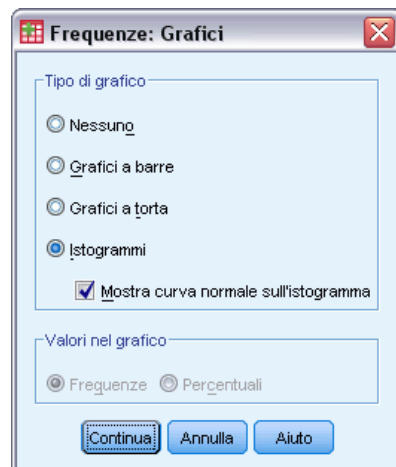 Frequenze: Grafici
Tipo di grafico
Nessuno
Grafici a barre
Grafici a torta
Istogrammi
Mostra curva normale sull'istogramma
Valori nel grafico
Frequenze Percentuali
Continua Annulla Aiuto